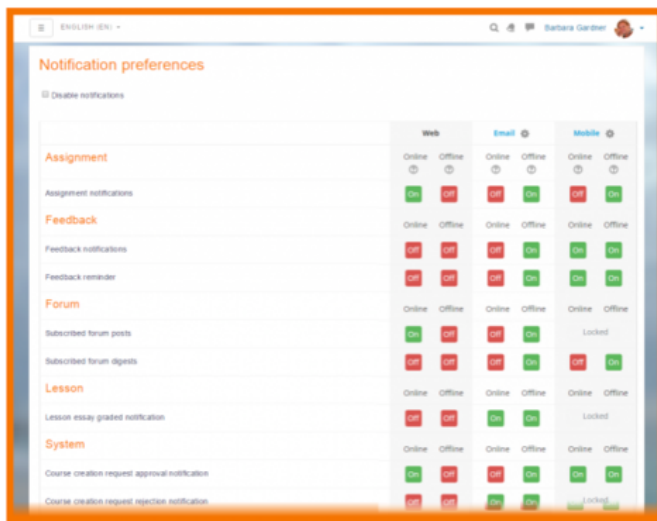 ENGLISH (EN)
Barbara Gardner
Notification preferences
Disable notifications
Web Email Mobile
Assignment Online Offline Online Offline Online Offline
Assignment notifications On Off Off On Off On
Feedback Online Offline Online Offline Online Offline
Feedback notifications Off Off Off On On On
Feedback reminder Off Off Off On On On
Forum Online Offline Online Offline Online Offline
Subscribed forum posts On Off Off On Locked
Subscribed forum digests Off Off Off On Off On
Lesson Online Offline Online Offline Online Offline
Lesson essay graded notification Off Off On On Locked
System Online Offline Online Offline Online Offline
Course creation request approval notification On Off Off On On On
Course creation request rejection notification Off Off On On Locked